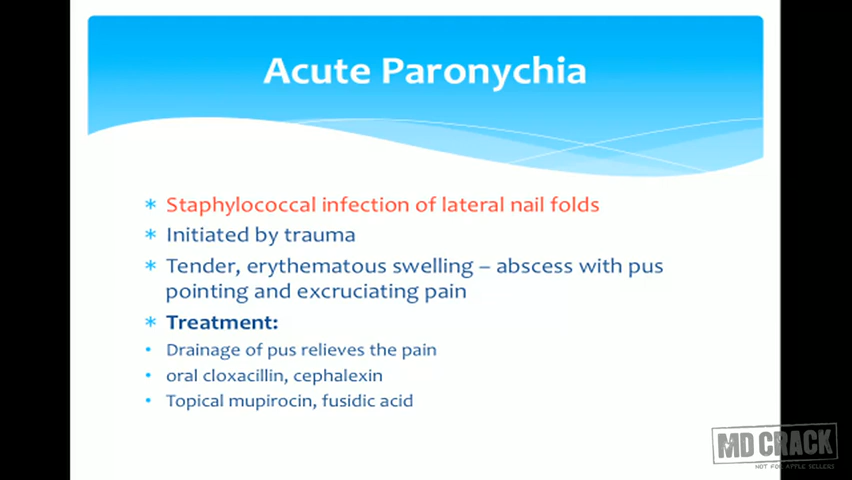 Acute Paronychia
* Staphylococcal infection of lateral nail folds
* Initiated by trauma
* Tender, erythematous swelling – abscess with pus
pointing and excruciating pain
* Treatment:
• Drainage of pus relieves the pain
• oral cloxacillin, cephalexin
• Topical mupirocin, fusidic acid
MD CRACK
NOT FOR APPLE SELLERS